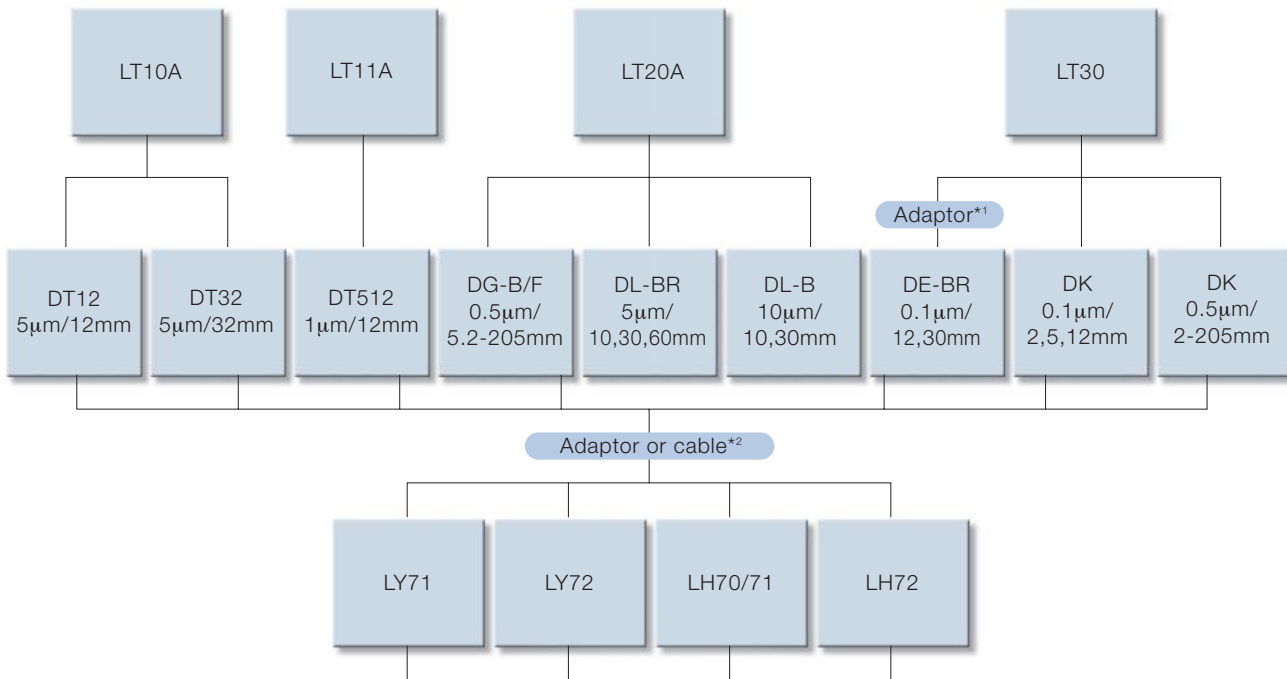 LT10A
LT11A
LT20A
LT30
Adaptor*1
DT12
5μm/12mm
DT32
5μm/32mm
DT512
1μm/12mm
DG-B/F
0.5μm/
5.2-205mm
DL-BR
5μm/
10,30,60mm
DL-B
10μm/
10,30mm
DE-BR
0.1μm/
12,30mm
DK
0.1μm/
2,5,12mm
DK
0.5μm/
2-205mm
Adaptor or cable*2
LY71
LY72
LH70/71
LH72